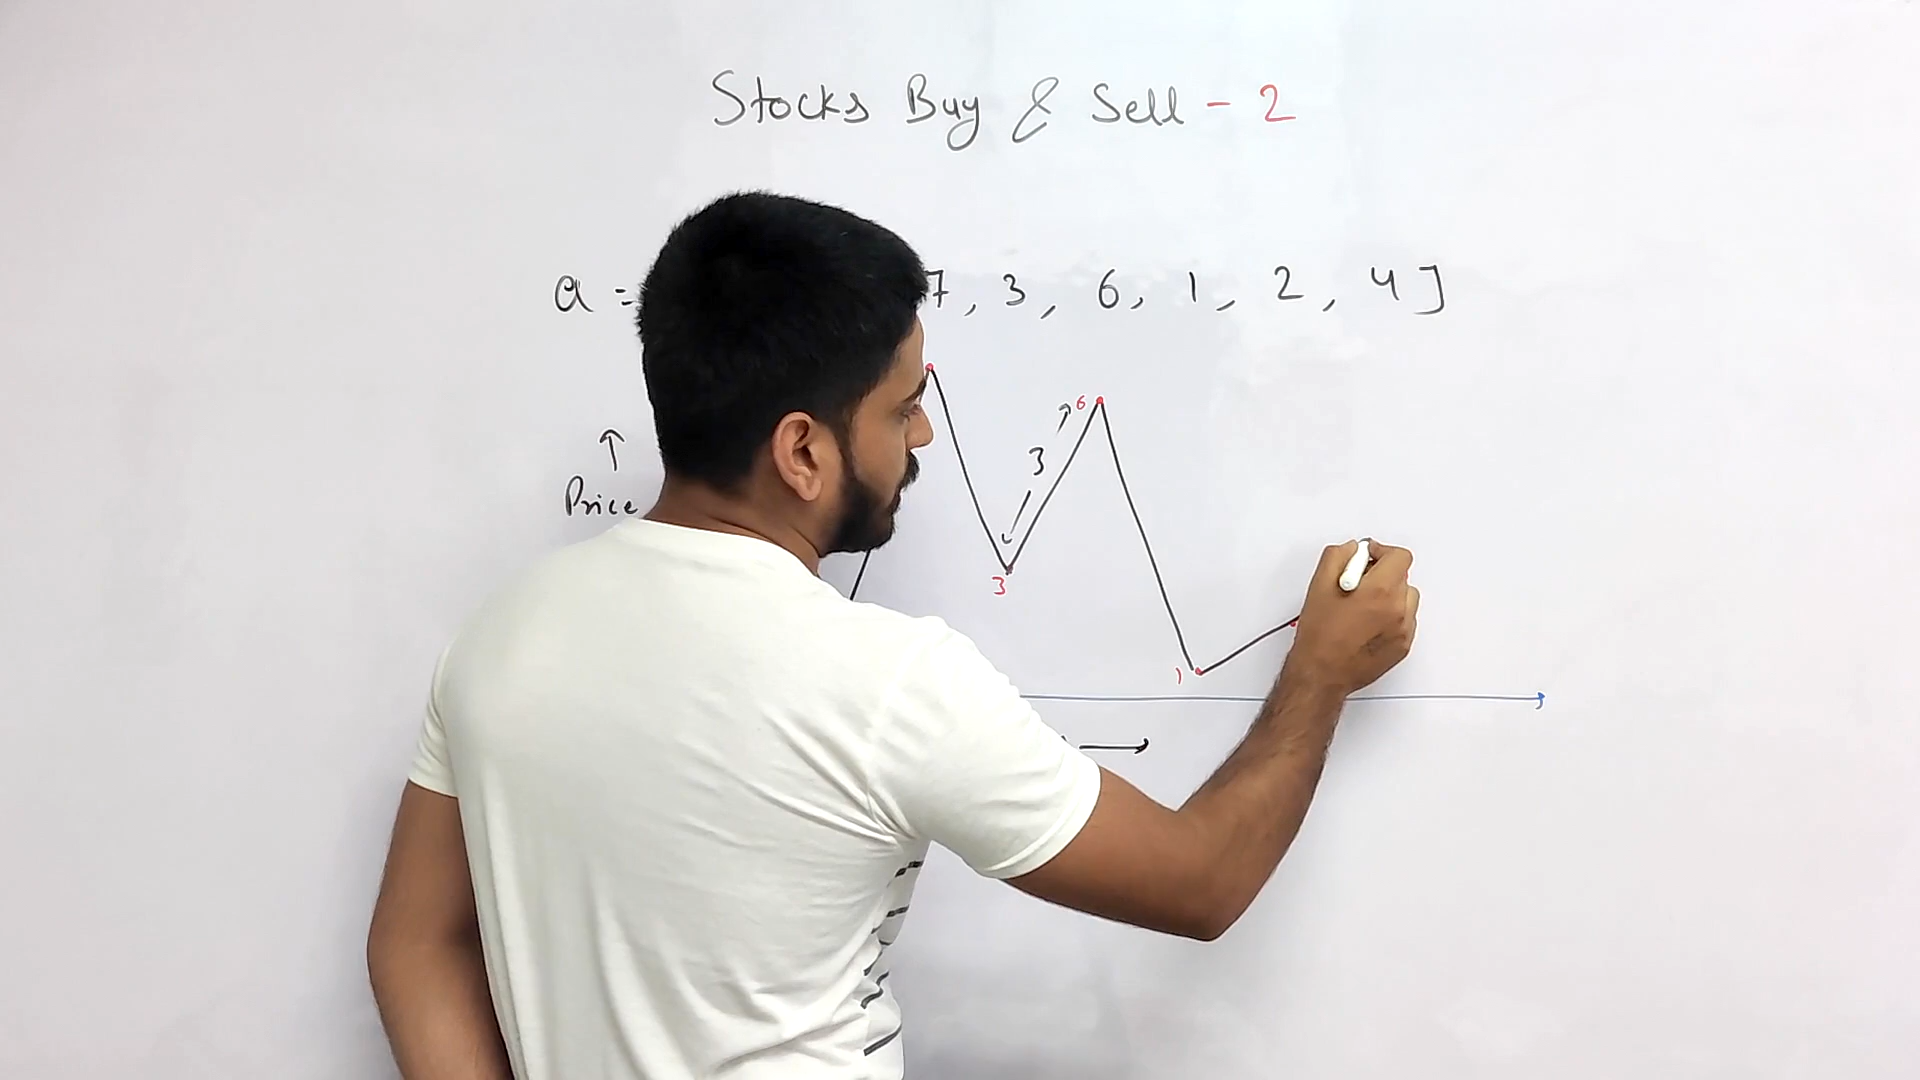 Stocks Buy & Sell - 2
a = 7, 3, 6, 1, 2, 4 ]
6
3
Price
3
1